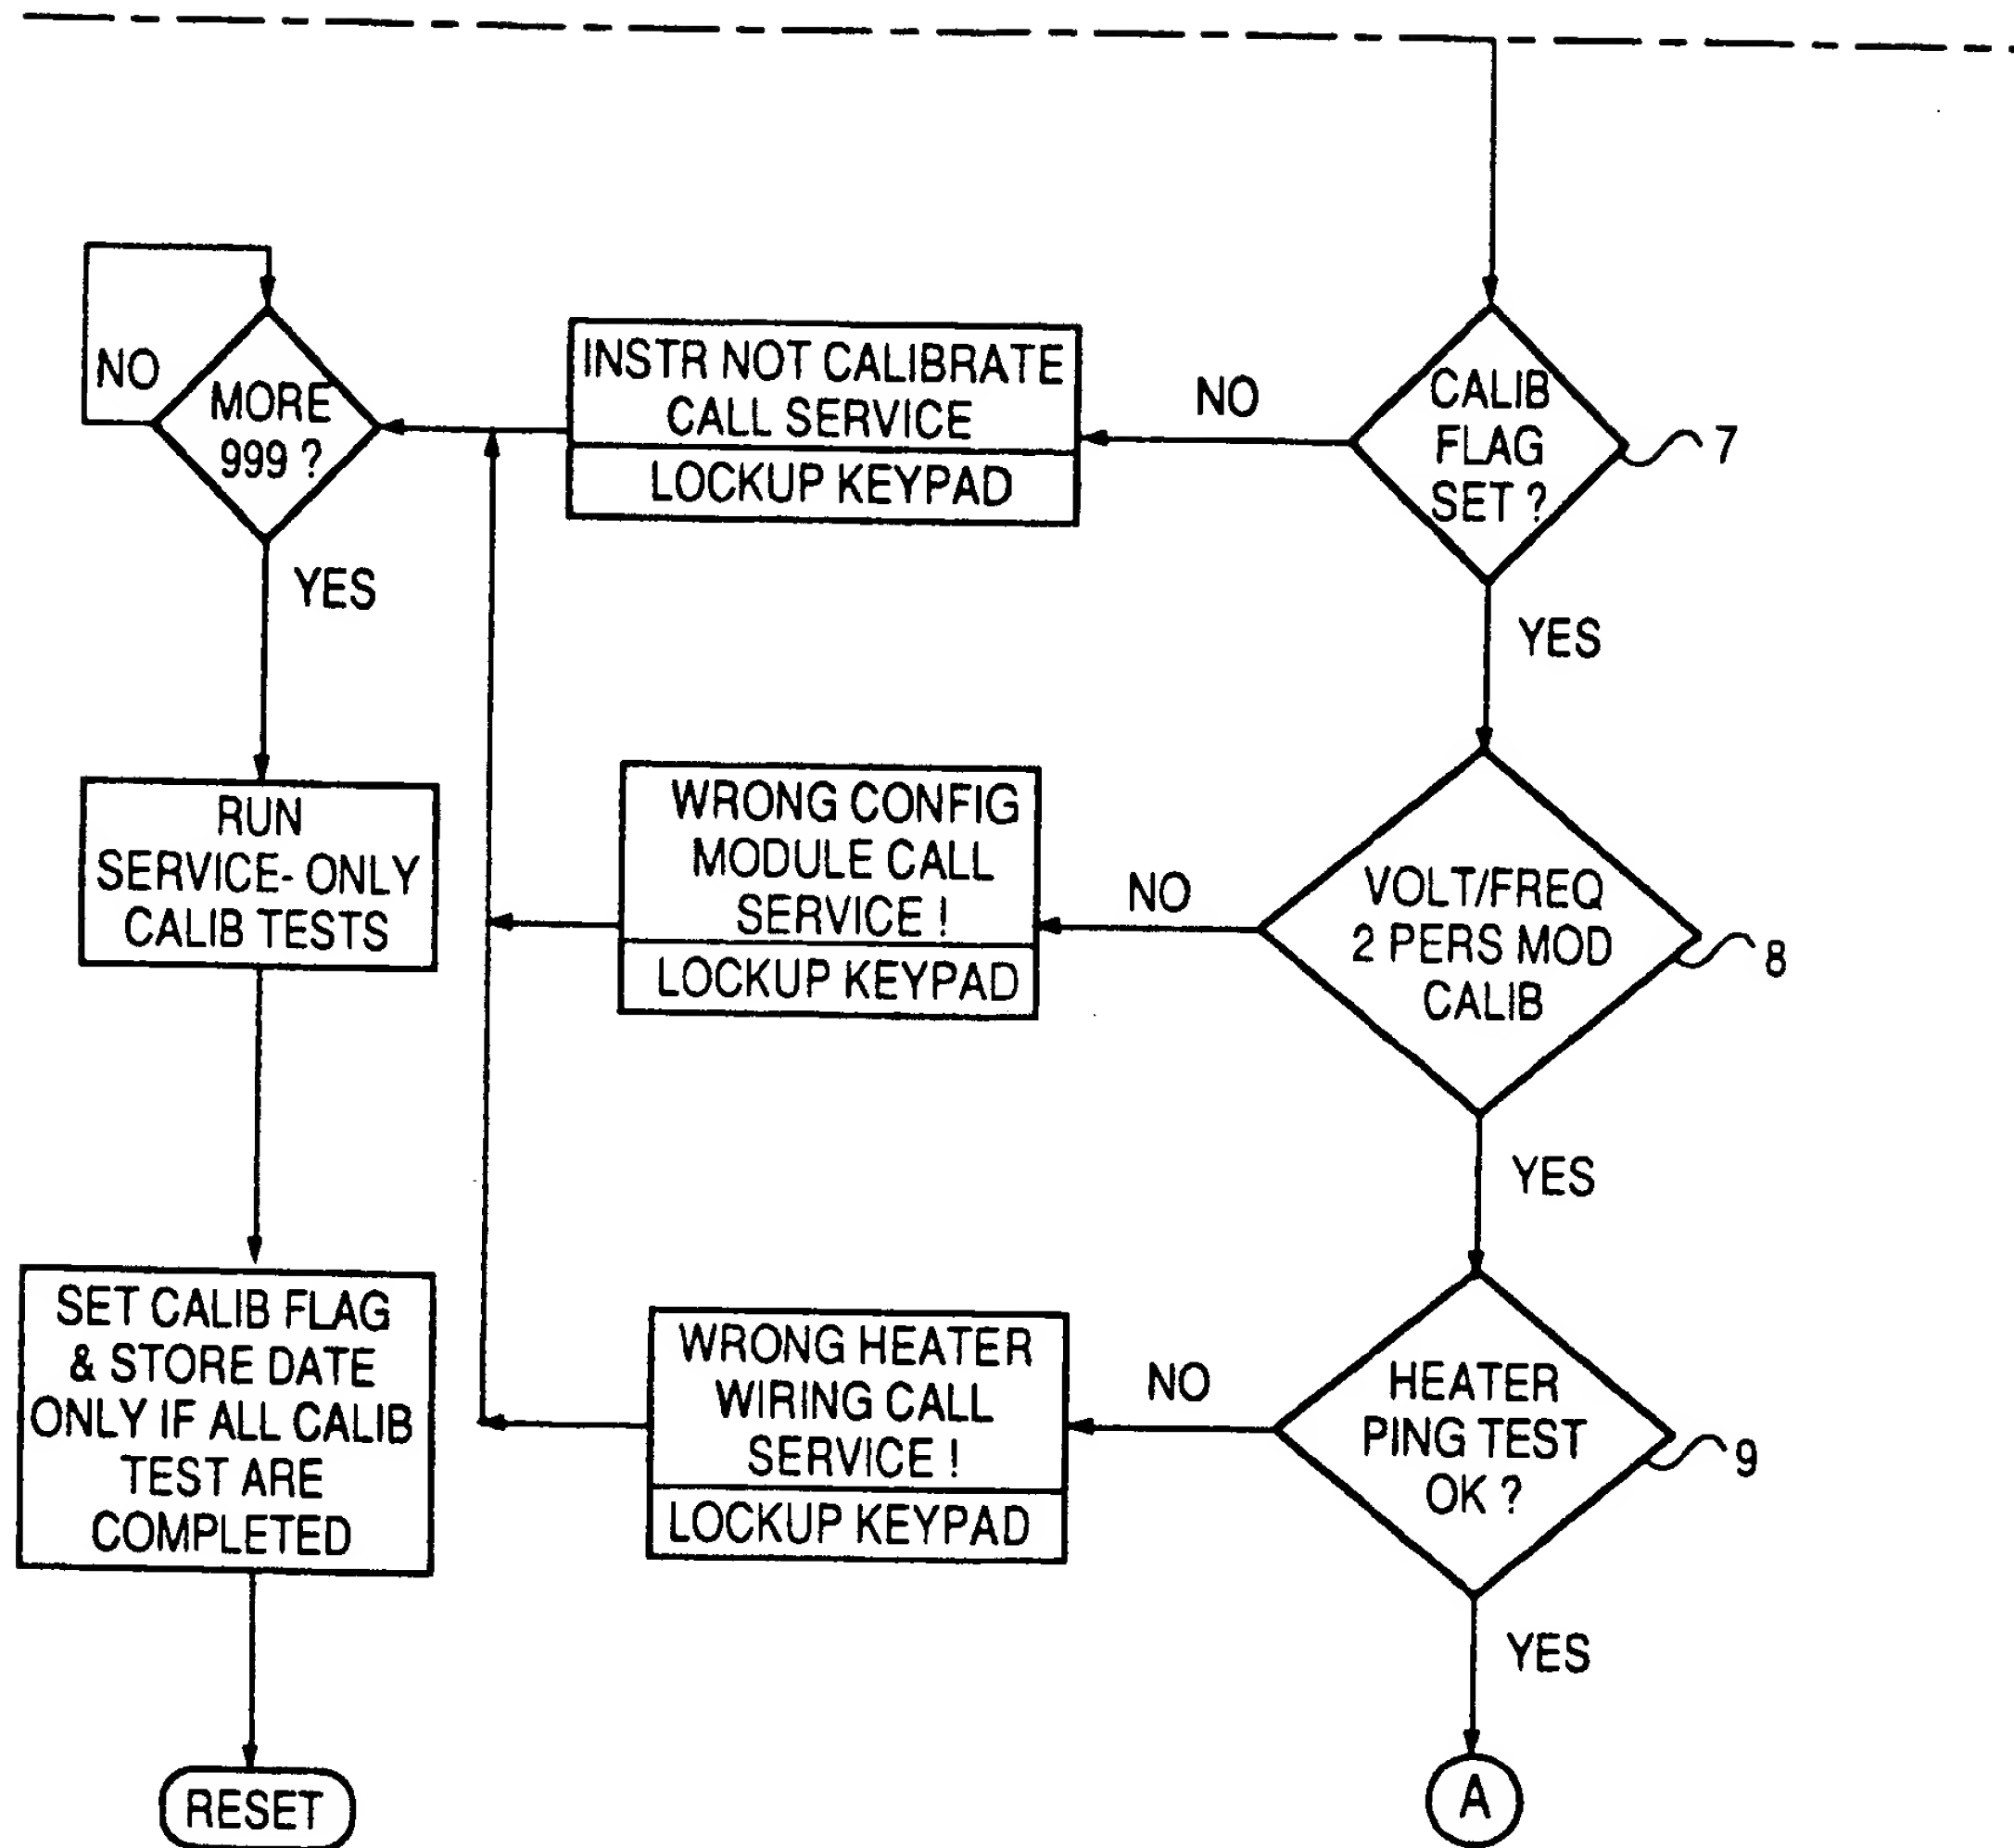 NO
MORE
999 ?
YES
INSTR NOT CALIBRATE
CALL SERVICE
LOCKUP KEYPAD
NO
CALIB
FLAG
SET ?
7
YES
RUN
SERVICE- ONLY
CALIB TESTS
WRONG CONFIG
MODULE CALL
SERVICE !
LOCKUP KEYPAD
NO
VOLT/FREQ
2 PERS MOD
CALIB
8
YES
SET CALIB FLAG
& STORE DATE
ONLY IF ALL CALIB
TEST ARE
COMPLETED
WRONG HEATER
WIRING CALL
SERVICE !
LOCKUP KEYPAD
NO
HEATER
PING TEST
OK ?
9
YES
RESET
A